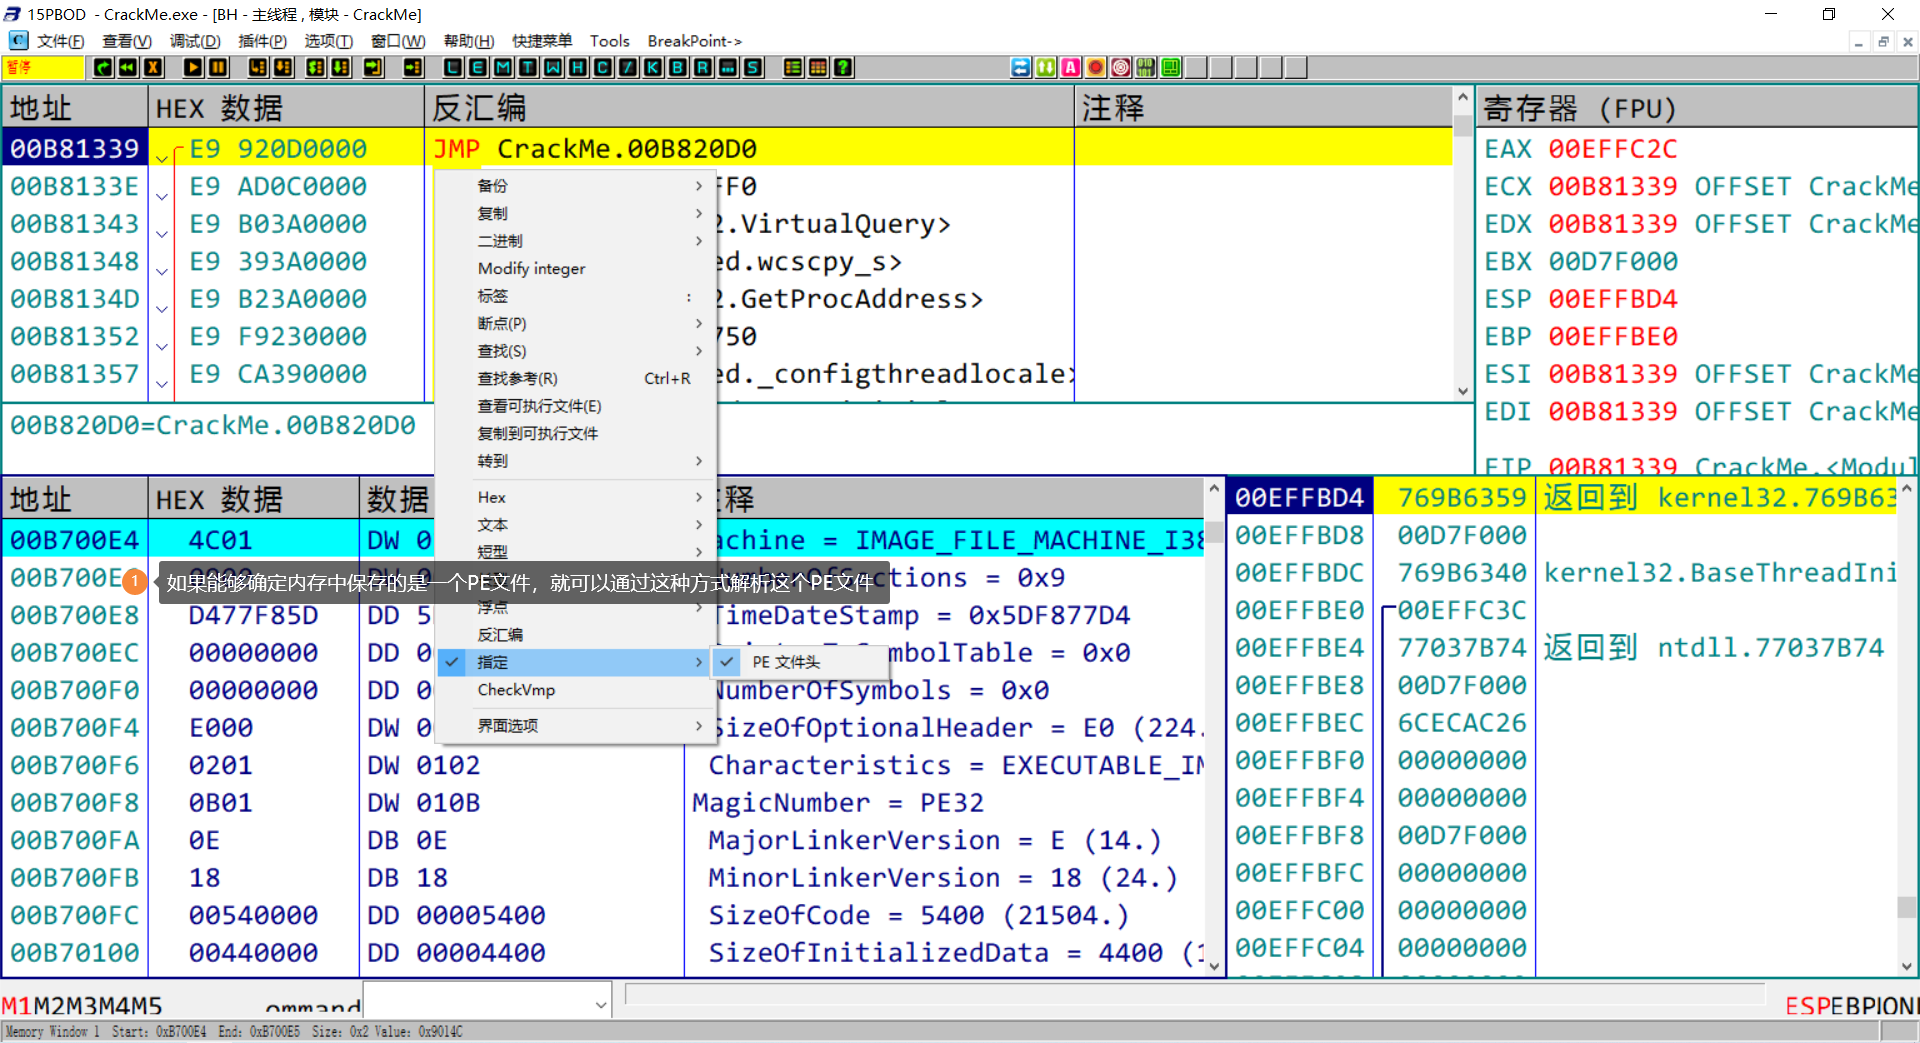 15PBOD - CrackMe.exe - [BH - 主线程 , 模块 - CrackMe]
文件(F) 查看(V) 调试(D) 插件(P) 选项(T) 窗口(W) 帮助(H) 快捷菜单 Tools BreakPoint->
暂停 L E M T W H C / K B R ... S ?
地址 HEX 数据 反汇编 注释
00B81339 E9 920D0000 JMP CrackMe.00B820D0
00B8133E E9 AD0C0000 FF0
00B81343 E9 B03A0000 2.VirtualQuery>
00B81348 E9 393A0000 ed.wcscpy_s>
00B8134D E9 B23A0000 2.GetProcAddress>
00B81352 E9 F9230000 750
00B81357 E9 CA390000 ed._configthreadlocale>
00B820D0=CrackMe.00B820D0
寄存器 (FPU)
EAX 00EFFC2C
ECX 00B81339 OFFSET CrackMe
EDX 00B81339 OFFSET CrackMe
EBX 00D7F000
ESP 00EFFBD4
EBP 00EFFBE0
ESI 00B81339 OFFSET CrackMe
EDI 00B81339 OFFSET CrackMe
EIP 00B81339 CrackMe.<Modul
备份
复制
二进制
Modify integer
标签 :
断点(P)
查找(S)
查找参考(R) Ctrl+R
查看可执行文件(E)
复制到可执行文件
转到
Hex
文本
短型
浮点
反汇编
指定
PE 文件头
CheckVmp
界面选项
1 如果能够确定内存中保存的是一个PE文件，就可以通过这种方式解析这个PE文件
地址 HEX 数据 数据 注释
00B700E4 4C01 DW 0 achine = IMAGE_FILE_MACHINE_I38
00B700E Sections = 0x9
00B700E8 D477F85D DD 5 TimeDateStamp = 0x5DF877D4
00B700EC 00000000 DD 0 mbolTable = 0x0
00B700F0 00000000 DD 0 NumberOfSymbols = 0x0
00B700F4 E000 DW 0 SizeOfOptionalHeader = E0 (224.
00B700F6 0201 DW 0102 Characteristics = EXECUTABLE_IM
00B700F8 0B01 DW 010B MagicNumber = PE32
00B700FA 0E DB 0E MajorLinkerVersion = E (14.)
00B700FB 18 DB 18 MinorLinkerVersion = 18 (24.)
00B700FC 00540000 DD 00005400 SizeOfCode = 5400 (21504.)
00B70100 00440000 DD 00004400 SizeOfInitializedData = 4400 (1
00EFFBD4 769B6359 返回到 kernel32.769B63
00EFFBD8 00D7F000
00EFFBDC 769B6340 kernel32.BaseThreadIni
00EFFBE0 00EFFC3C
00EFFBE4 77037B74 返回到 ntdll.77037B74
00EFFBE8 00D7F000
00EFFBEC 6CECAC26
00EFFBF0 00000000
00EFFBF4 00000000
00EFFBF8 00D7F000
00EFFBFC 00000000
00EFFC00 00000000
00EFFC04 00000000
M1M2M3M4M5 ommand ESPEBPION
Memory Window 1 Start: 0xB700E4 End: 0xB700E5 Size: 0x2 Value: 0x9014C